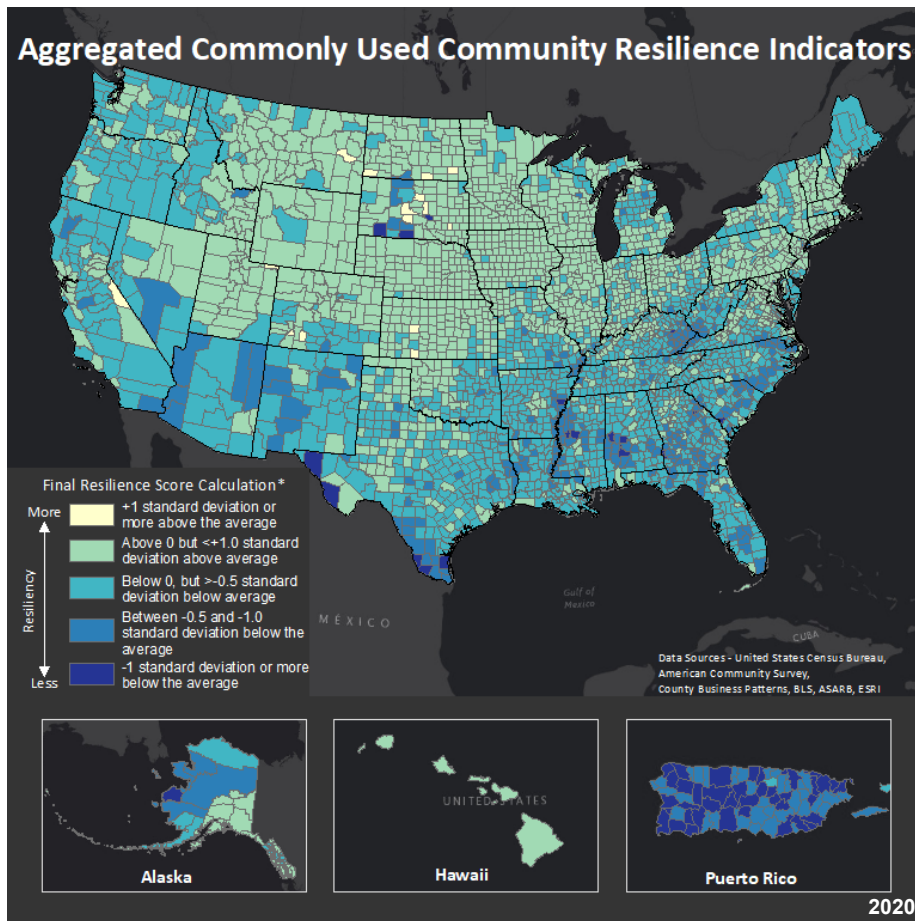 Aggregated Commonly Used Community Resilience Indicators
Final Resilience Score Calculation*
More
Resiliency
Less
+1 standard deviation or
more above the average
Above 0 but <+1.0 standard
deviation above average
Below 0, but >-0.5 standard
deviation below average
Between -0.5 and -1.0
standard deviation below the
average
-1 standard deviation or more
below the average
MÉXICO
Gulf of
Mexico
CUBA
Data Sources - United States Census Bureau,
American Community Survey,
County Business Patterns, BLS, ASARB, ESRI
Alaska
UNITED STATES
Hawaii
Puerto Rico
2020